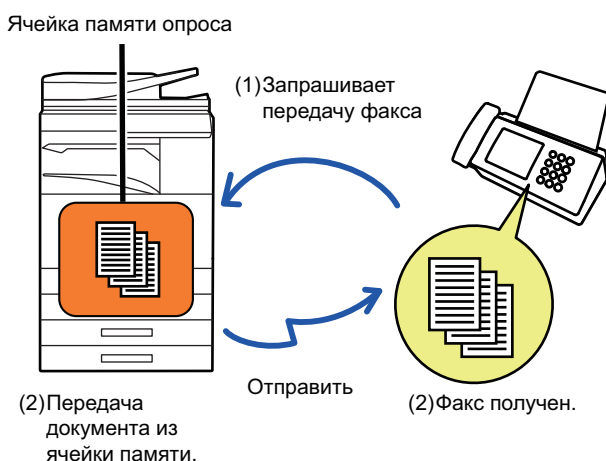 Ячейка памяти опроса
(1)Запрашивает
передачу факса
Отправить
(2)Передача
документа из
ячейки памяти.
(2)Факс получен.